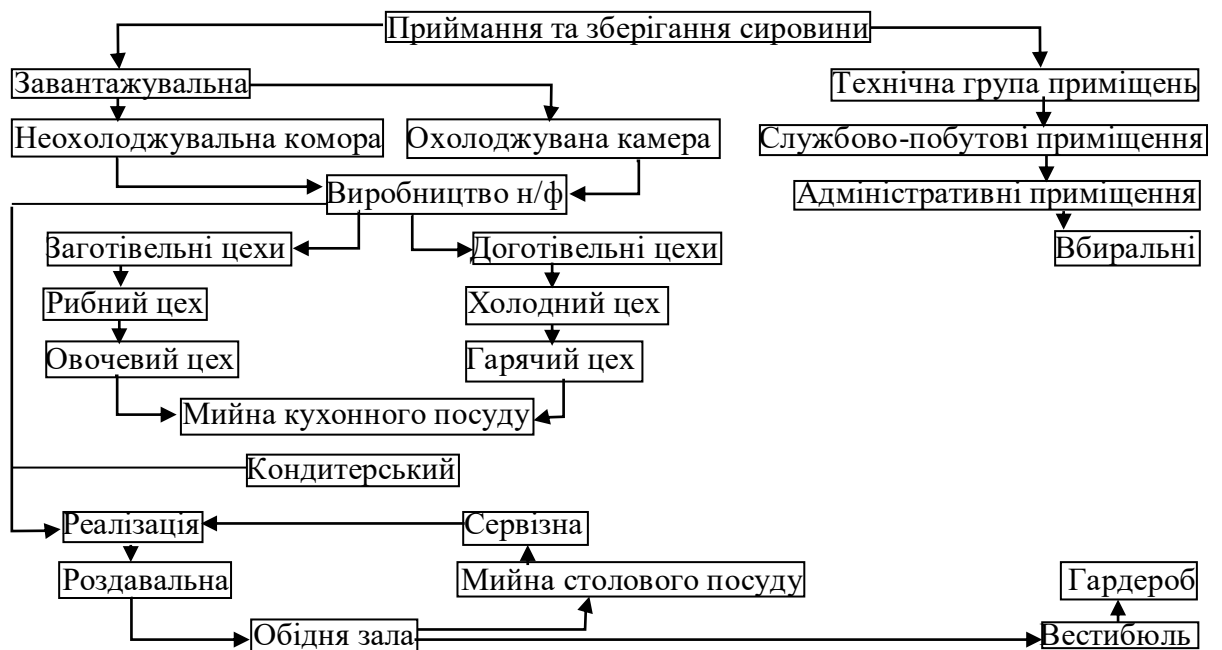 Приймання та зберігання сировини
Завантажувальна
Технічна група приміщень
Неохолоджувальна комора
Охолоджувана камера
Службово-побутові приміщення
Виробництво н/ф
Адміністративні приміщення
Заготівельні цехи
Доготівельні цехи
Вбиральні
Рибний цех
Холодний цех
Овочевий цех
Гарячий цех
Мийна кухонного посуду
Кондитерський
Реалізація
Сервізна
Роздавальна
Мийна столового посуду
Гардероб
Обідня зала
Вестибюль